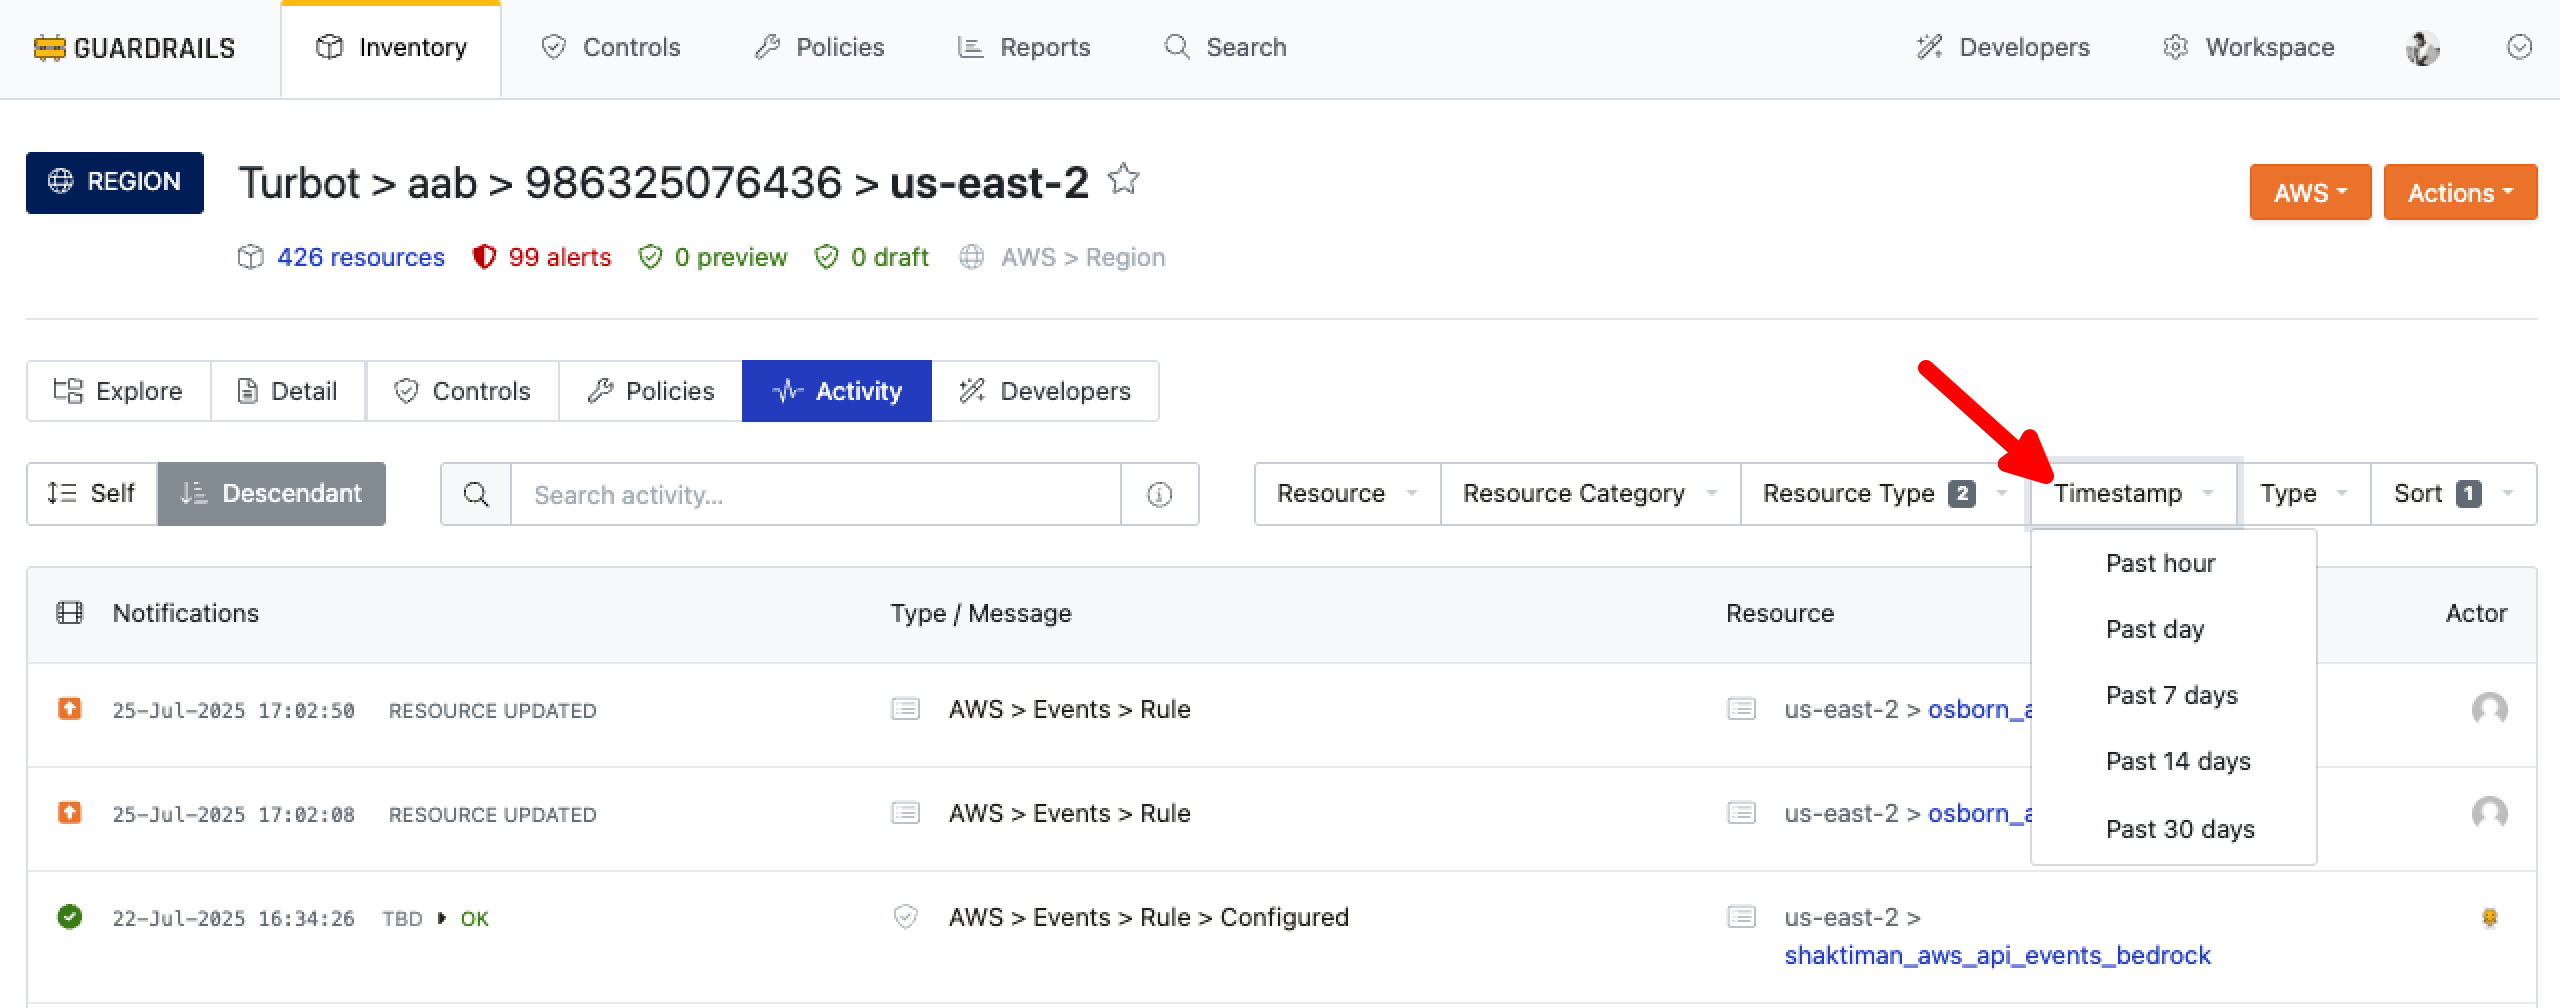 GUARDRAILS Inventory Controls Policies Reports Search Developers Workspace
REGION Turbot > aab > 986325076436 > us-east-2 AWS Actions
426 resources 99 alerts 0 preview 0 draft AWS > Region
Explore Detail Controls Policies Activity Developers
Self Descendant Search activity... Resource Resource Category Resource Type 2 Timestamp Type Sort 1
Past hour
Past day
Past 7 days
Past 14 days
Past 30 days
Notifications Type / Message Resource Actor
25-Jul-2025 17:02:50 RESOURCE UPDATED AWS > Events > Rule us-east-2 > osborn_a
25-Jul-2025 17:02:08 RESOURCE UPDATED AWS > Events > Rule us-east-2 > osborn_a
22-Jul-2025 16:34:26 TBD OK AWS > Events > Rule > Configured us-east-2 >
shaktiman_aws_api_events_bedrock